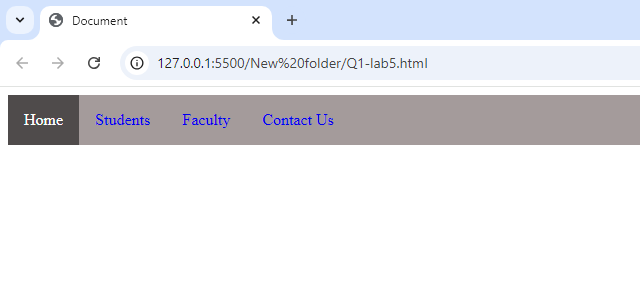 Document
127.0.0.1:5500/New%20folder/Q1-lab5.html
Home Students Faculty Contact Us